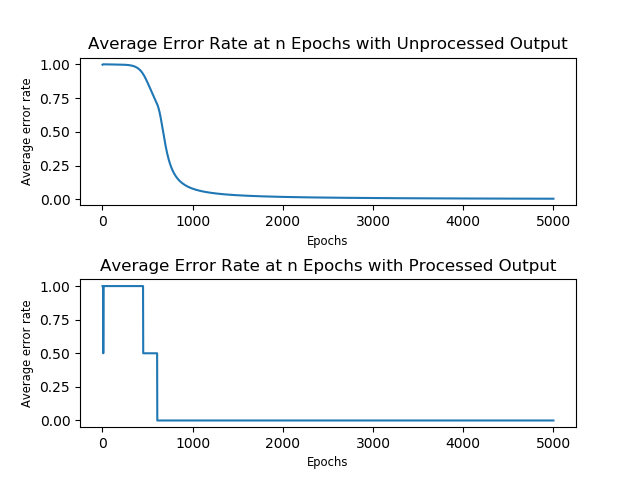 Average Error Rate at n Epochs with Unprocessed Output
1.00
0.75
0.50
0.25
0.00
Average error rate
0 1000 2000 3000 4000 5000
Epochs
Average Error Rate at n Epochs with Processed Output
1.00
0.75
0.50
0.25
0.00
Average error rate
0 1000 2000 3000 4000 5000
Epochs